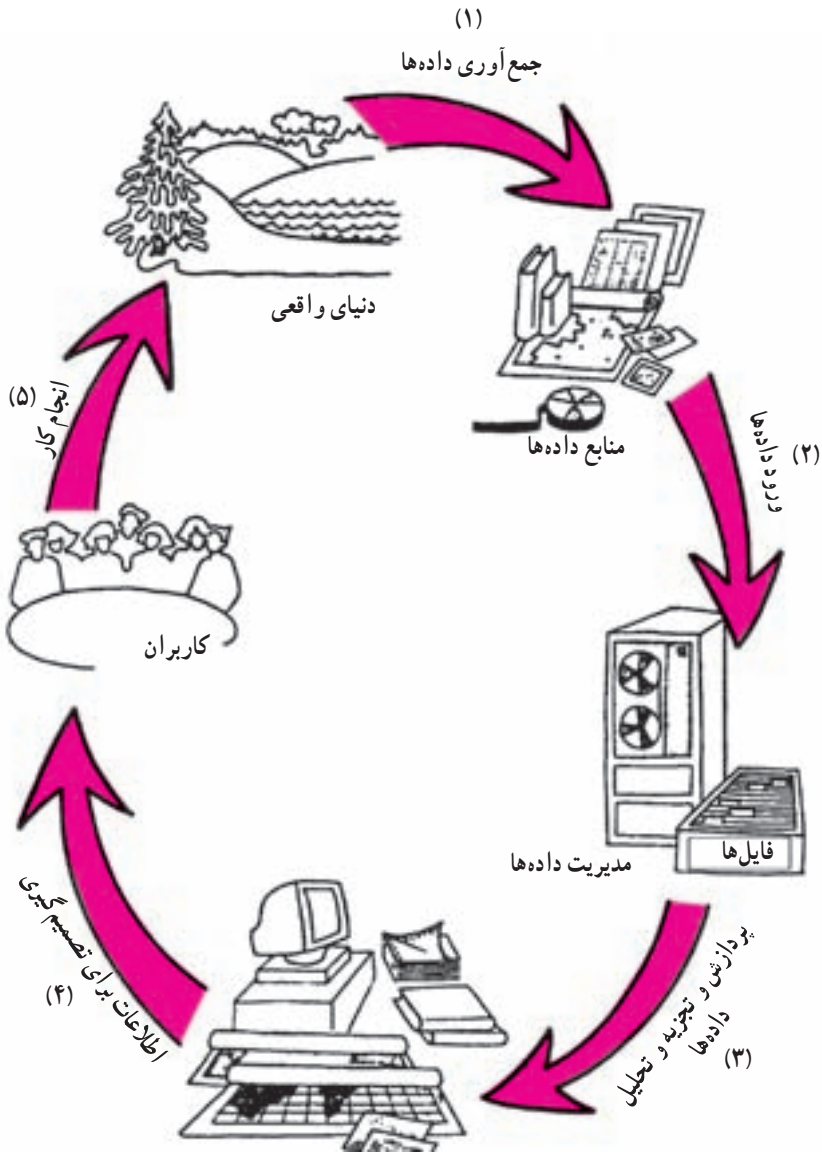 (۱)
جمع‌آوری داده‌ها
دنیای واقعی
منابع داده‌ها
ورود داده‌ها
(۲)
مدیریت داده‌ها
فایل‌ها
پردازش و تجزیه و تحلیل
داده‌ها
(۳)
اطلاعات برای تصمیم‌گیری
(۴)
کاربران
انجام کار
(۵)